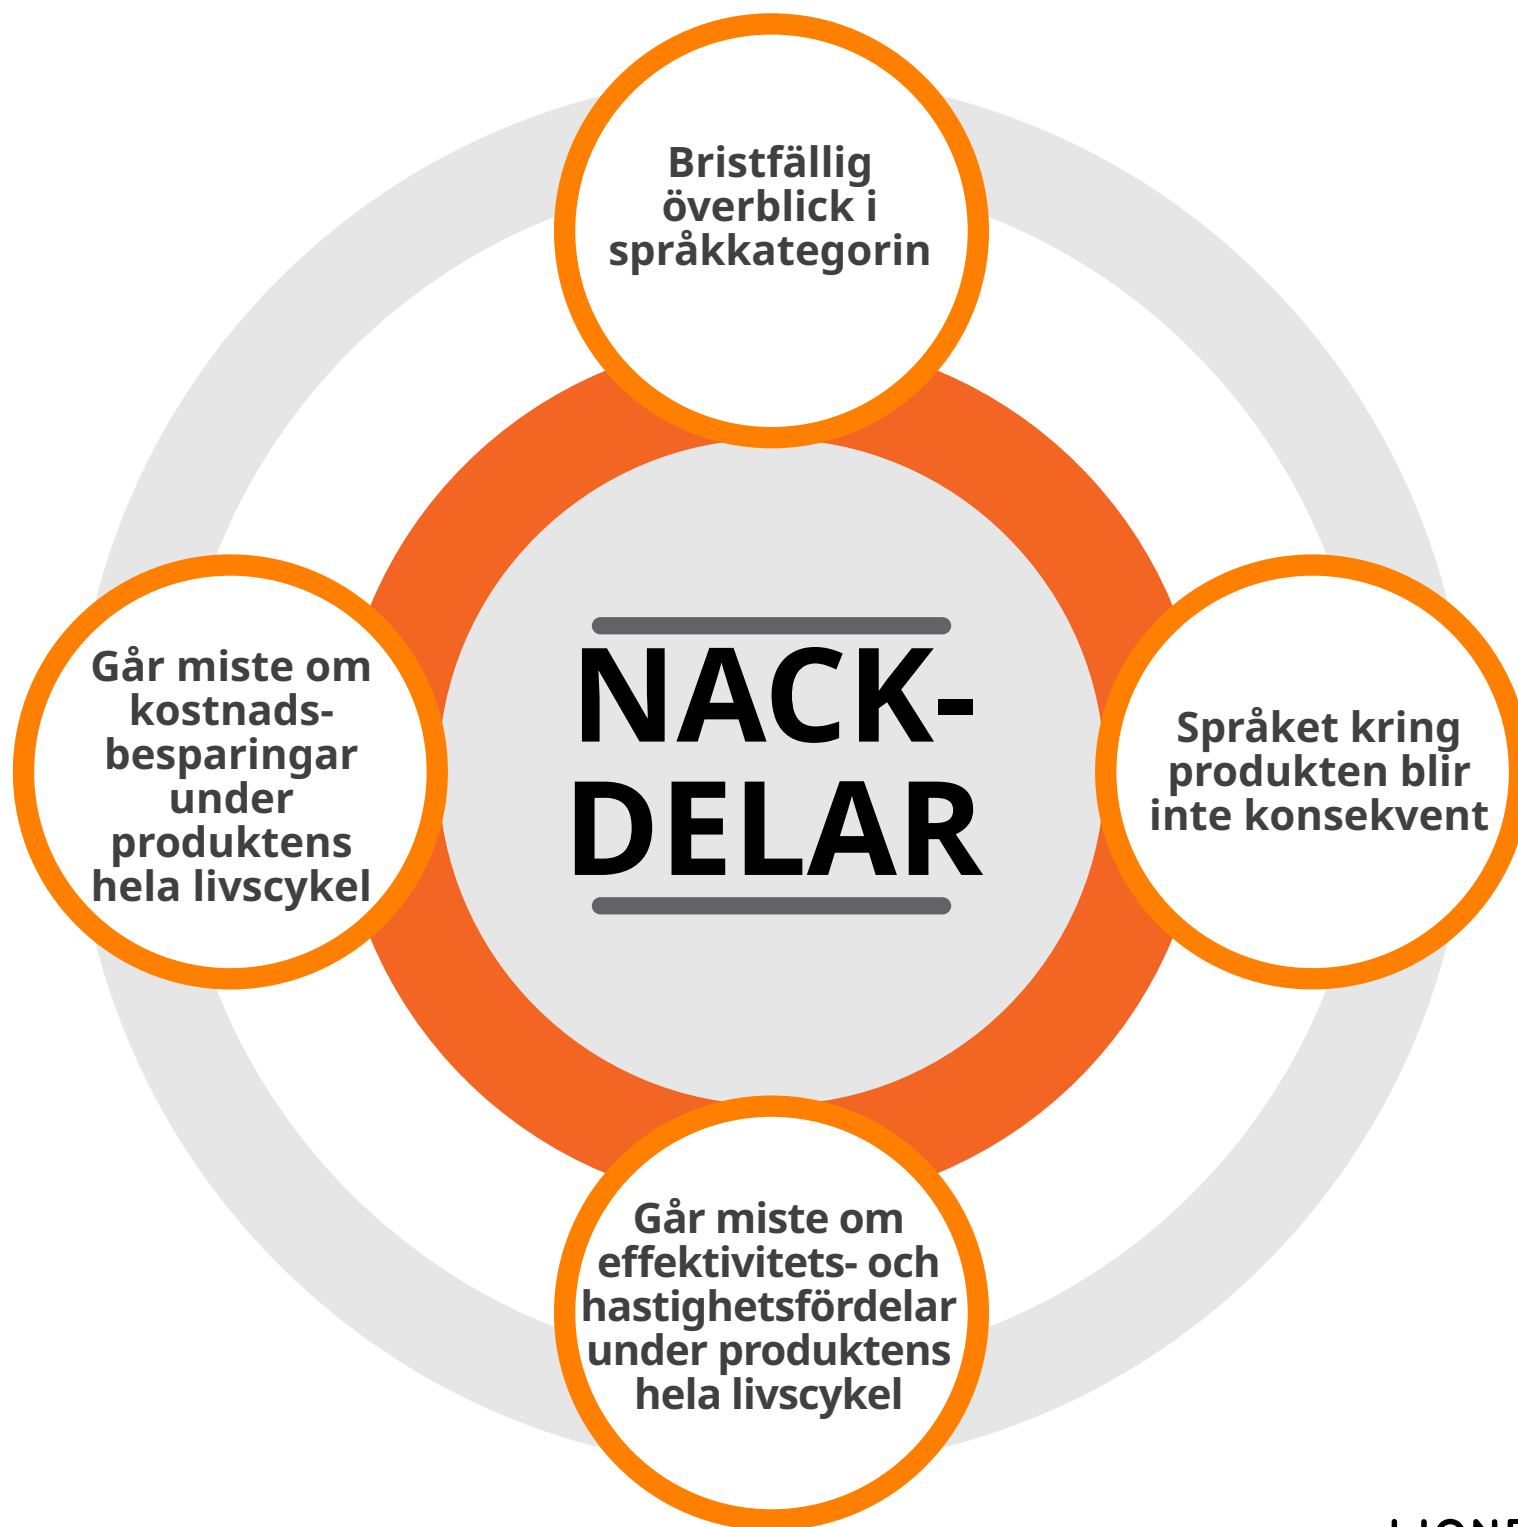 Bristfällig
överblick i
språkkategorin
Går miste om
kostnads-
besparingar
under
produktens
hela livscykel
NACK-
DELAR
Språket kring
produkten blir
inte konsekvent
Går miste om
effektivitets- och
hastighetsfördelar
under produktens
hela livscykel